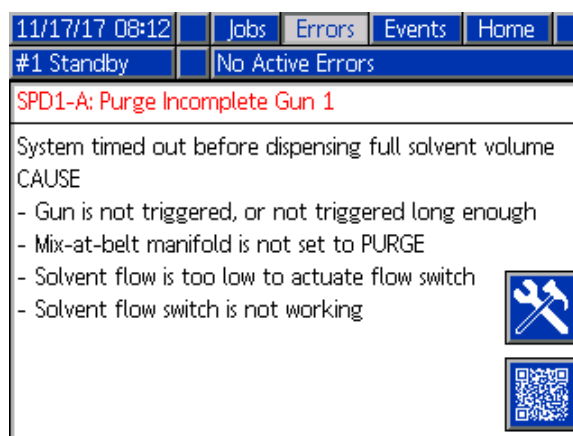 11/17/17 08:12 Jobs Errors Events Home
#1 Standby No Active Errors
SPD1-A: Purge Incomplete Gun 1
System timed out before dispensing full solvent volume
CAUSE
- Gun is not triggered, or not triggered long enough
- Mix-at-belt manifold is not set to PURGE
- Solvent flow is too low to actuate flow switch
- Solvent flow switch is not working